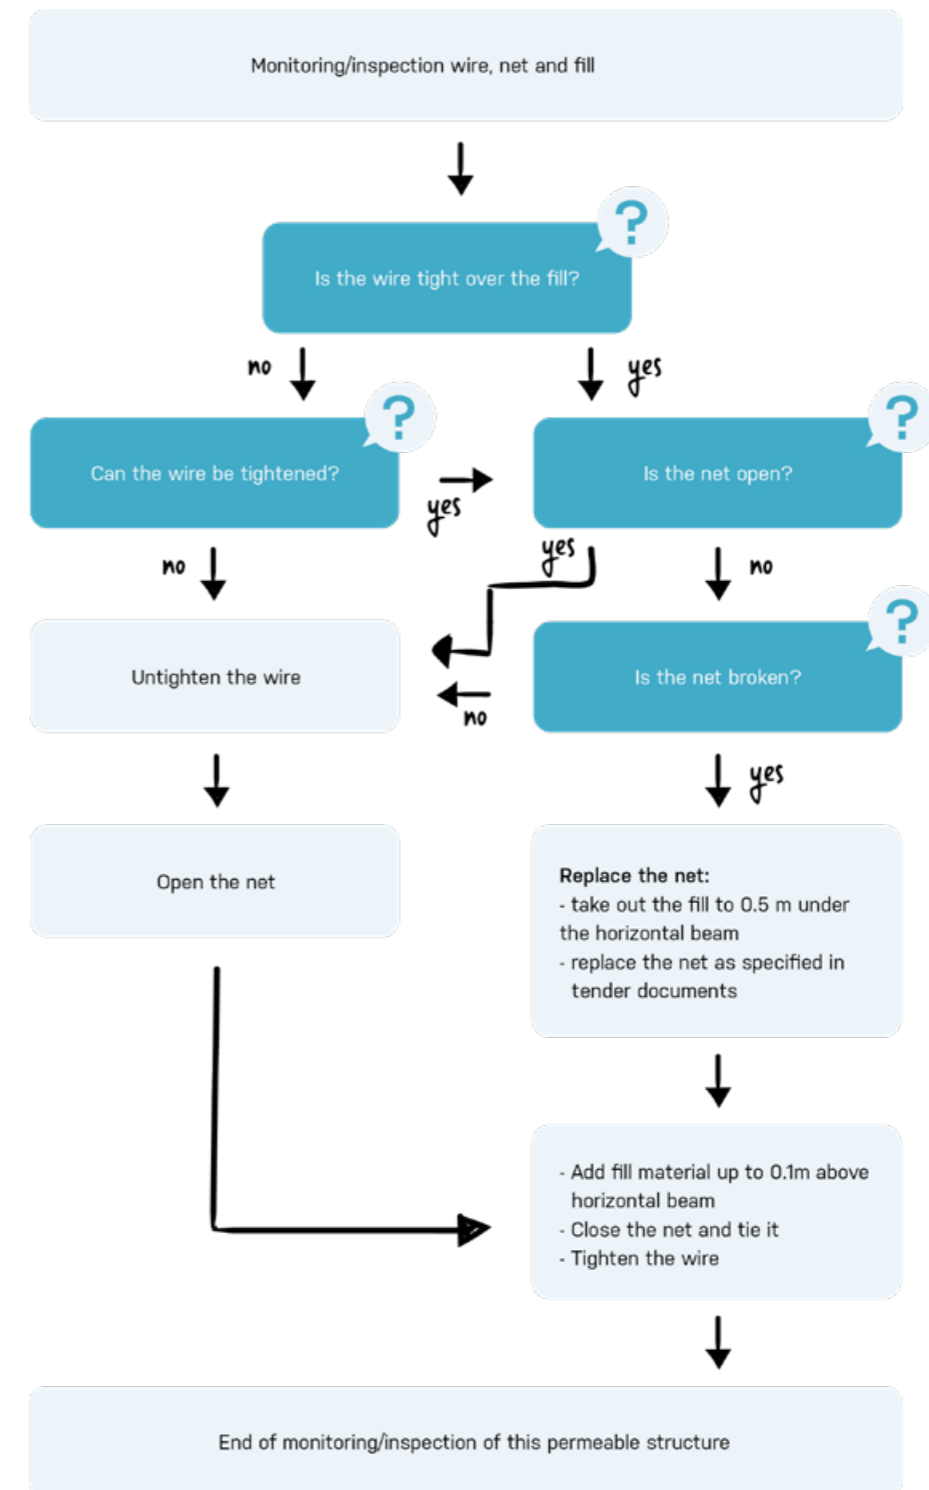 Monitoring/inspection wire, net and fill
?
Is the wire tight over the fill?
no
yes
?
Can the wire be tightened?
yes
?
Is the net open?
no
yes
no
Untighten the wire
?
Is the net broken?
no
yes
Open the net
Replace the net:
- take out the fill to 0.5 m under
the horizontal beam
- replace the net as specified in
tender documents
- Add fill material up to 0.1m above
horizontal beam
- Close the net and tie it
- Tighten the wire
End of monitoring/inspection of this permeable structure